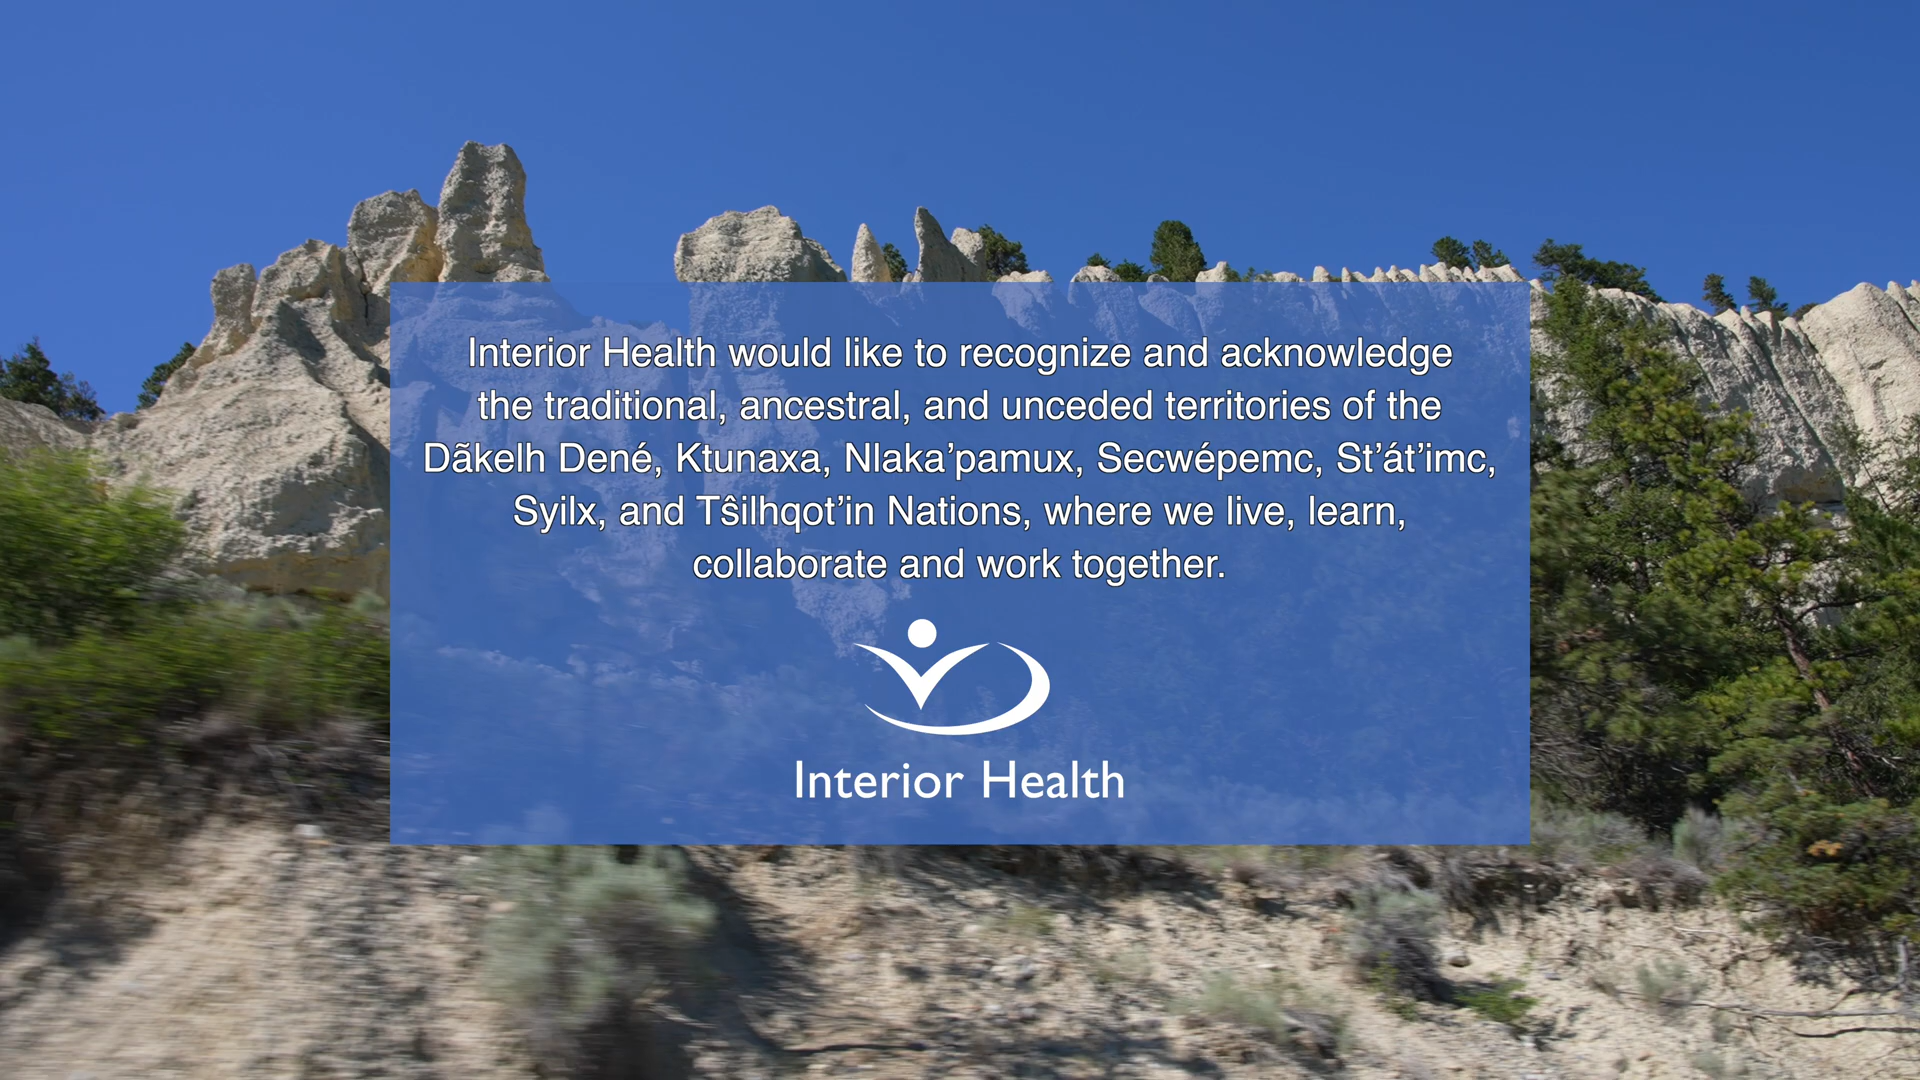 Interior Health would like to recognize and acknowledge
the traditional, ancestral, and unceded territories of the
Dãkelh Dené, Ktunaxa, Nlaka’pamux, Secwépemc, St’át’imc,
Syilx, and Tŝilhqot’in Nations, where we live, learn,
collaborate and work together.
Interior Health